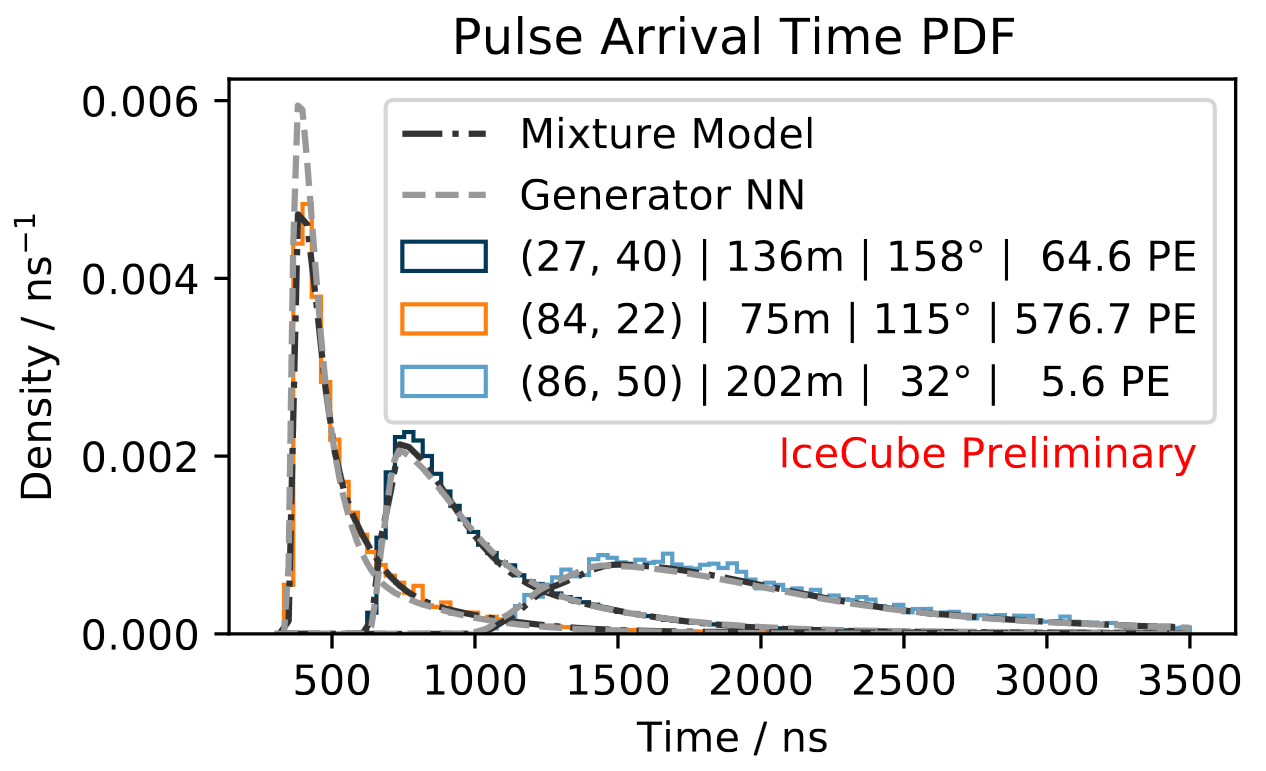 Pulse Arrival Time PDF
0.006
0.004
0.002
0.000
Density / ns⁻¹
Mixture Model
Generator NN
(27, 40) | 136m | 158° | 64.6 PE
(84, 22) | 75m | 115° | 576.7 PE
(86, 50) | 202m | 32° | 5.6 PE
IceCube Preliminary
500 1000 1500 2000 2500 3000 3500
Time / ns